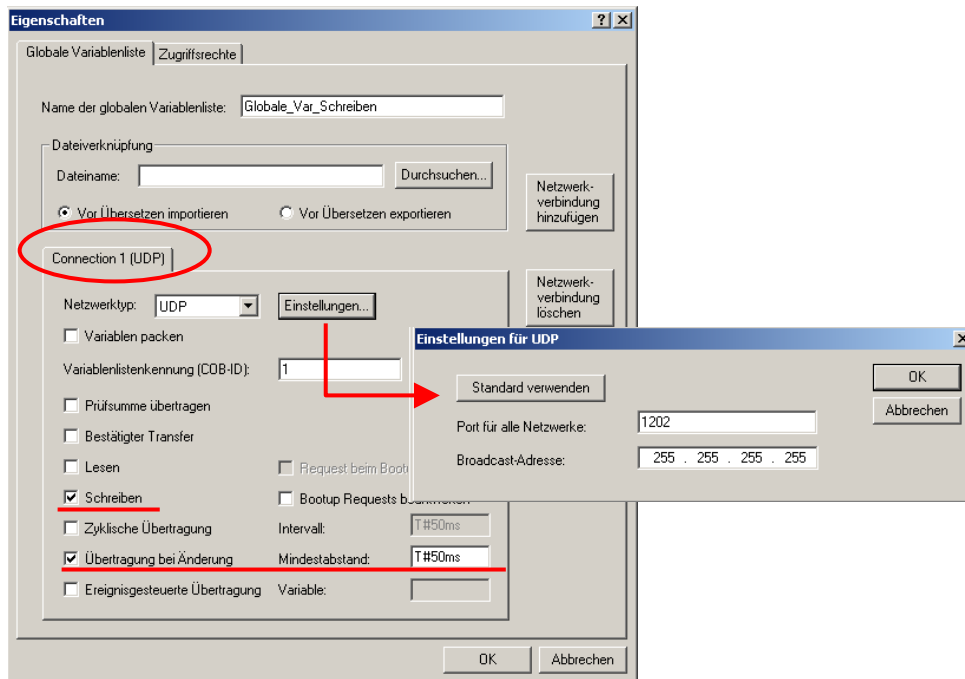 Eigenschaften
Globale Variablenliste Zugriffsrechte
Name der globalen Variablenliste: Globale_Var_Schreiben
Dateiverknüpfung
Dateiname: Durchsuchen...
Vor Übersetzen importieren Vor Übersetzen exportieren
Netzwerk-
verbindung
hinzufügen
Connection 1 (UDP)
Netzwerk-
verbindung
löschen
Netzwerktyp: UDP Einstellungen...
Variablen packen
Variablenlistenkennung (COB-ID): 1
Prüfsumme übertragen
Bestätigter Transfer
Lesen Request beim
Schreiben Bootup Requests
Zyklische Übertragung Intervall: T#50ms
Übertragung bei Änderung Mindestabstand: T#50ms
Ereignisgesteuerte Übertragung Variable:
OK Abbrechen
Einstellungen für UDP
Standard verwenden
OK
Abbrechen
Port für alle Netzwerke: 1202
Broadcast-Adresse: 255 . 255 . 255 . 255